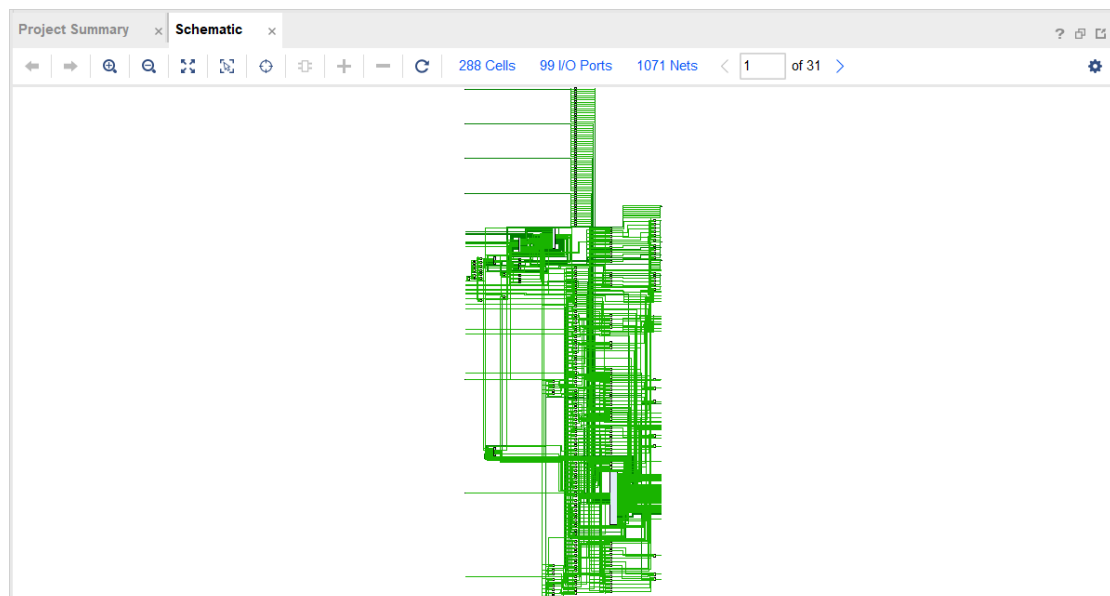 Project Summary × Schematic ×
?
288 Cells 99 I/O Ports 1071 Nets 1 of 31